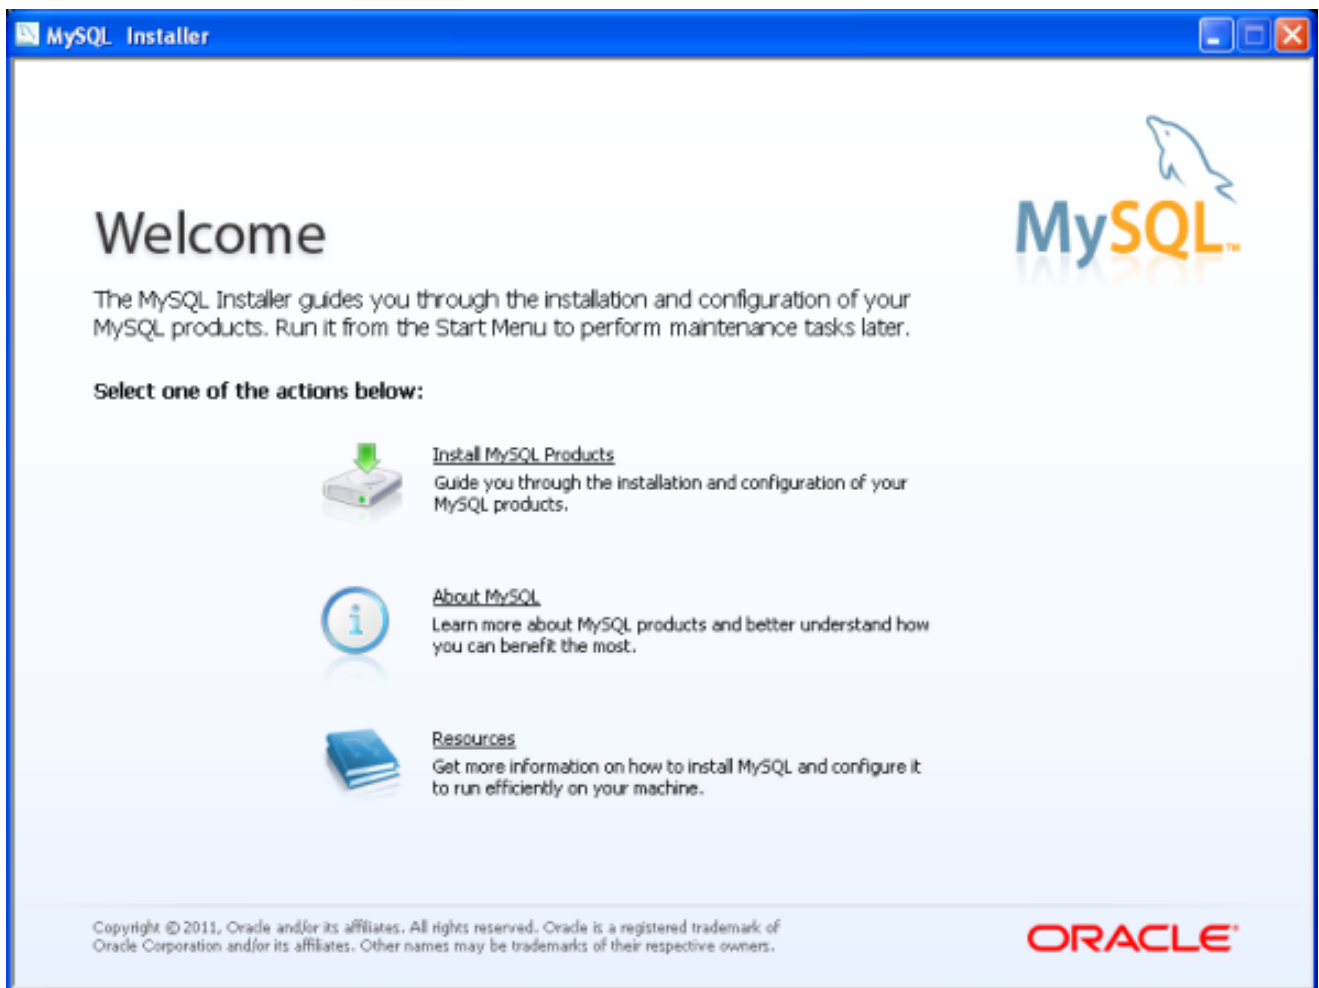 MySQL Installer
MySQL™
Welcome
The MySQL Installer guides you through the installation and configuration of your
MySQL products. Run it from the Start Menu to perform maintenance tasks later.
Select one of the actions below:
Install MySQL Products
Guide you through the installation and configuration of your
MySQL products.
About MySQL
Learn more about MySQL products and better understand how
you can benefit the most.
Resources
Get more information on how to install MySQL and configure it
to run efficiently on your machine.
Copyright © 2011, Oracle and/or its affiliates. All rights reserved. Oracle is a registered trademark of
Oracle Corporation and/or its affiliates. Other names may be trademarks of their respective owners.
ORACLE